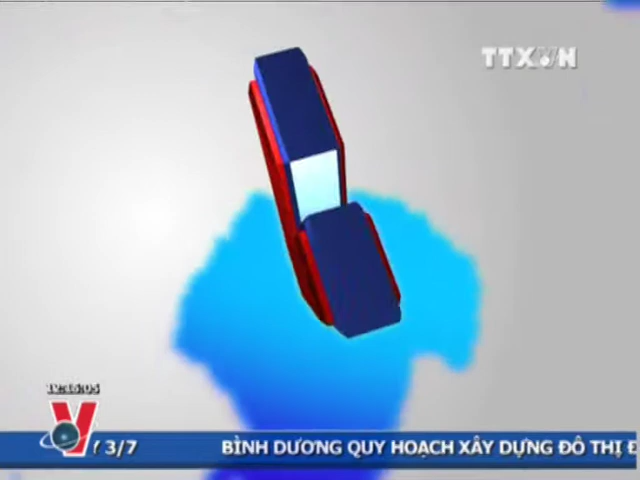 TTXVN
Y 3/7 BÌNH DƯƠNG QUY HOẠCH XÂY DỰNG ĐÔ THỊ